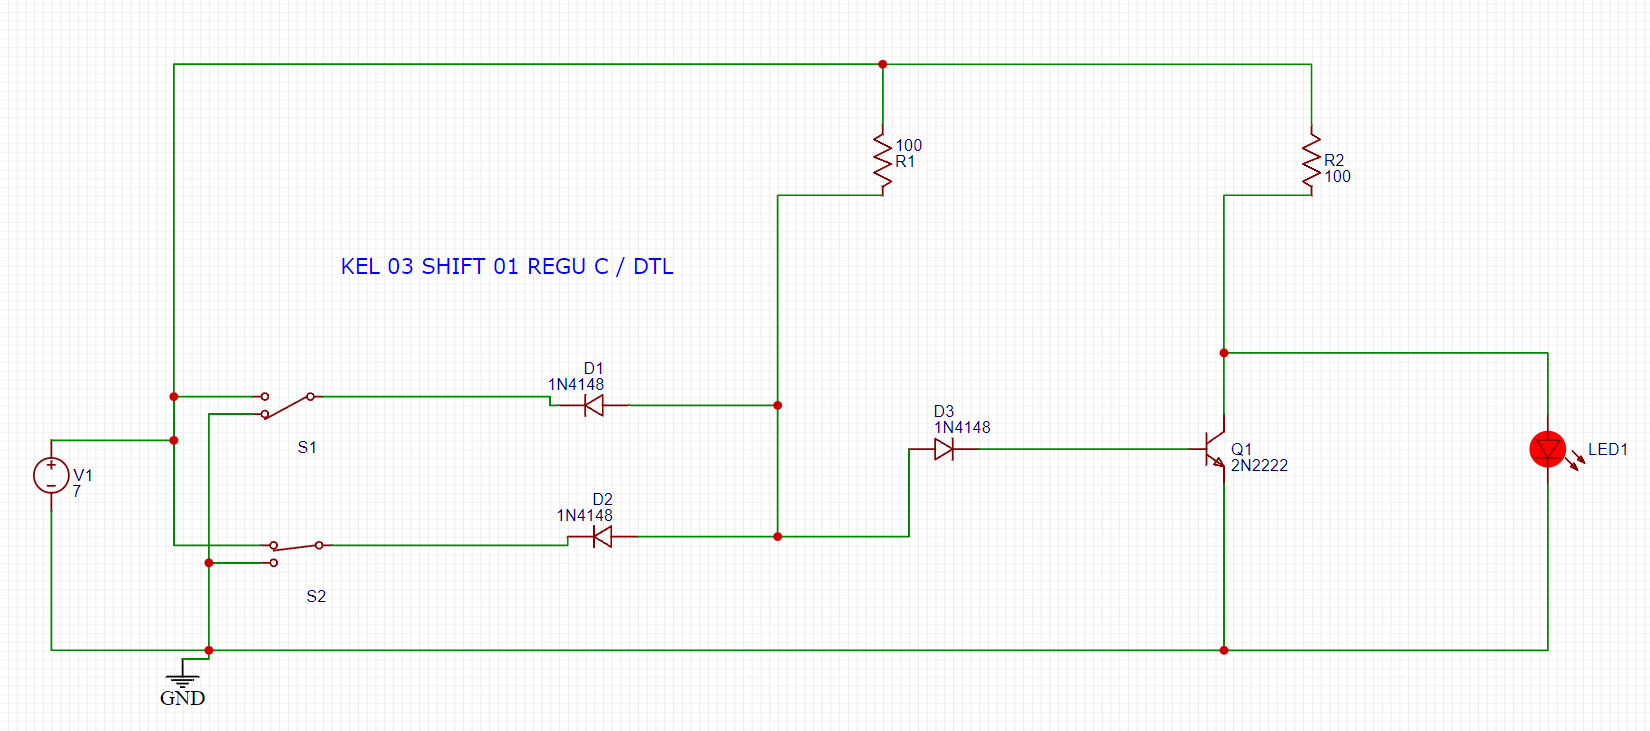 100
R1
R2
100
KEL 03 SHIFT 01 REGU C / DTL
D1
1N4148
S1
D3
1N4148
V1
7
Q1
2N2222
LED1
D2
1N4148
S2
GND